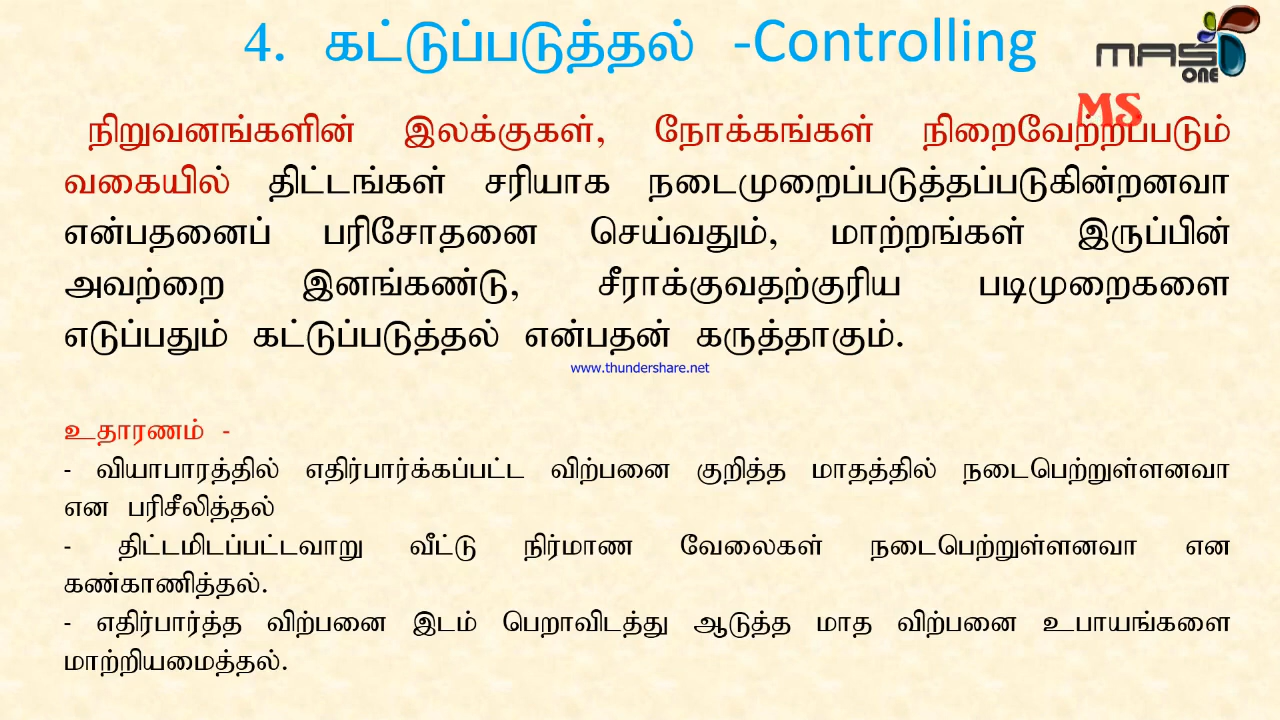 4. கட்டுப்படுத்தல் -Controlling
MAS
ONE
MS
நிறுவனங்களின் இலக்குகள், நோக்கங்கள் நிறைவேற்றப்படும்
வகையில் திட்டங்கள் சரியாக நடைமுறைப்படுத்தப்படுகின்றனவா
என்பதனைப் பரிசோதனை செய்வதும், மாற்றங்கள் இருப்பின்
அவற்றை இனங்கண்டு, சீராக்குவதற்குரிய படிமுறைகளை
எடுப்பதும் கட்டுப்படுத்தல் என்பதன் கருத்தாகும்.
www.thundershare.net
உதாரணம் -
- வியாபாரத்தில் எதிர்பார்க்கப்பட்ட விற்பனை குறித்த மாதத்தில் நடைபெற்றுள்ளனவா
என பரிசீலித்தல்
- திட்டமிடப்பட்டவாறு வீட்டு நிர்மாண வேலைகள் நடைபெற்றுள்ளனவா என
கண்காணித்தல்.
- எதிர்பார்த்த விற்பனை இடம் பெறாவிடத்து ஆடுத்த மாத விற்பனை உபாயங்களை
மாற்றியமைத்தல்.